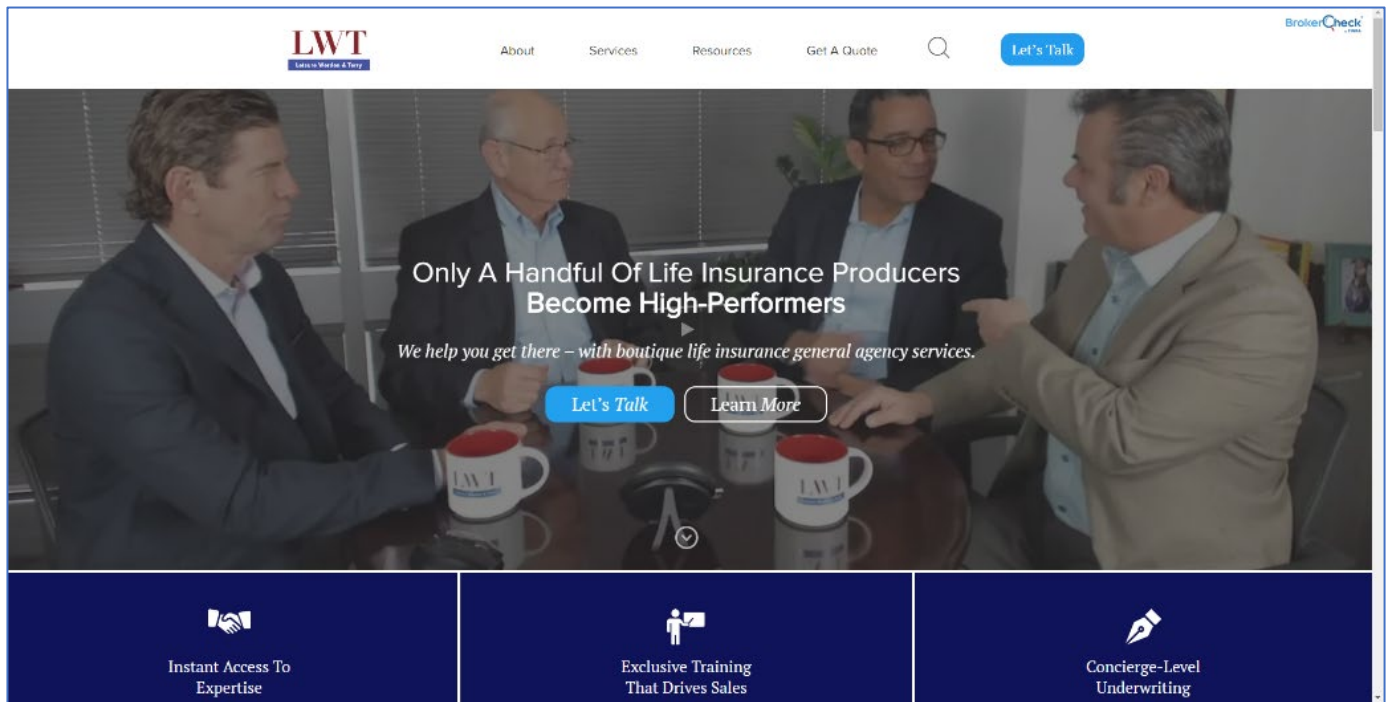 BrokerCheck
LWT
About
Services
Resources
Get A Quote
Let's Talk
Only A Handful Of Life Insurance Producers
Become High-Performers
We help you get there – with boutique life insurance general agency services.
Let's Talk
Learn More
LWT
LWT
Instant Access To
Expertise
Exclusive Training
That Drives Sales
Concierge-Level
Underwriting